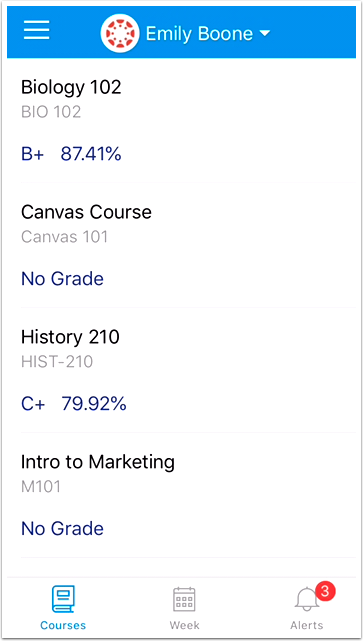 Emily Boone
Biology 102
BIO 102
B+ 87.41%
Canvas Course
Canvas 101
No Grade
History 210
HIST-210
C+ 79.92%
Intro to Marketing
M101
No Grade
3
Courses Week Alerts